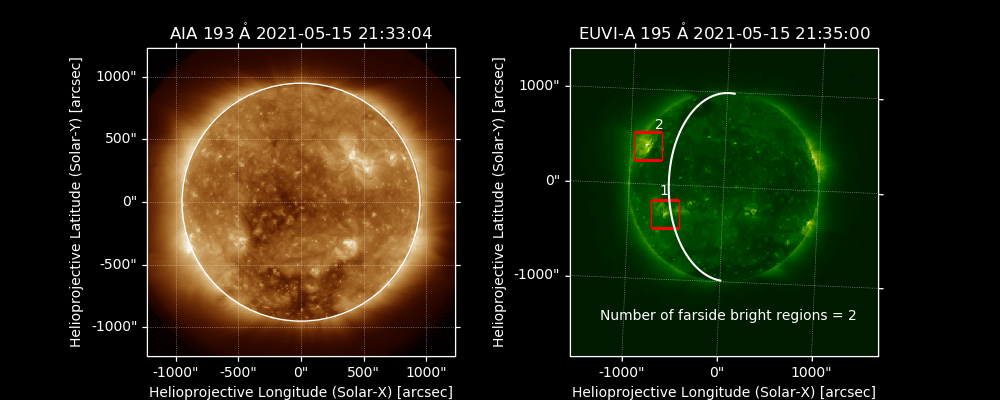 AIA 193 Å 2021-05-15 21:33:04
Helioprojective Latitude (Solar-Y) [arcsec]
1000"
500"
0"
-500"
-1000"
-1000"
-500"
0"
500"
1000"
Helioprojective Longitude (Solar-X) [arcsec]
EUVI-A 195 Å 2021-05-15 21:35:00
Helioprojective Latitude (Solar-Y) [arcsec]
1000"
0"
-1000"
2
1
Number of farside bright regions = 2
-1000"
0"
1000"
Helioprojective Longitude (Solar-X) [arcsec]